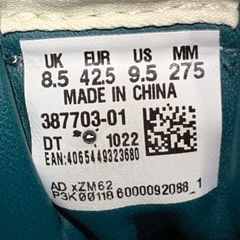 UK EUR US MM
8.5 42.5 9.5 275
MADE IN CHINA
387703-01
DT 1022
EAN:4065449323680
AD xZM62
P3K00118 6000092088_1